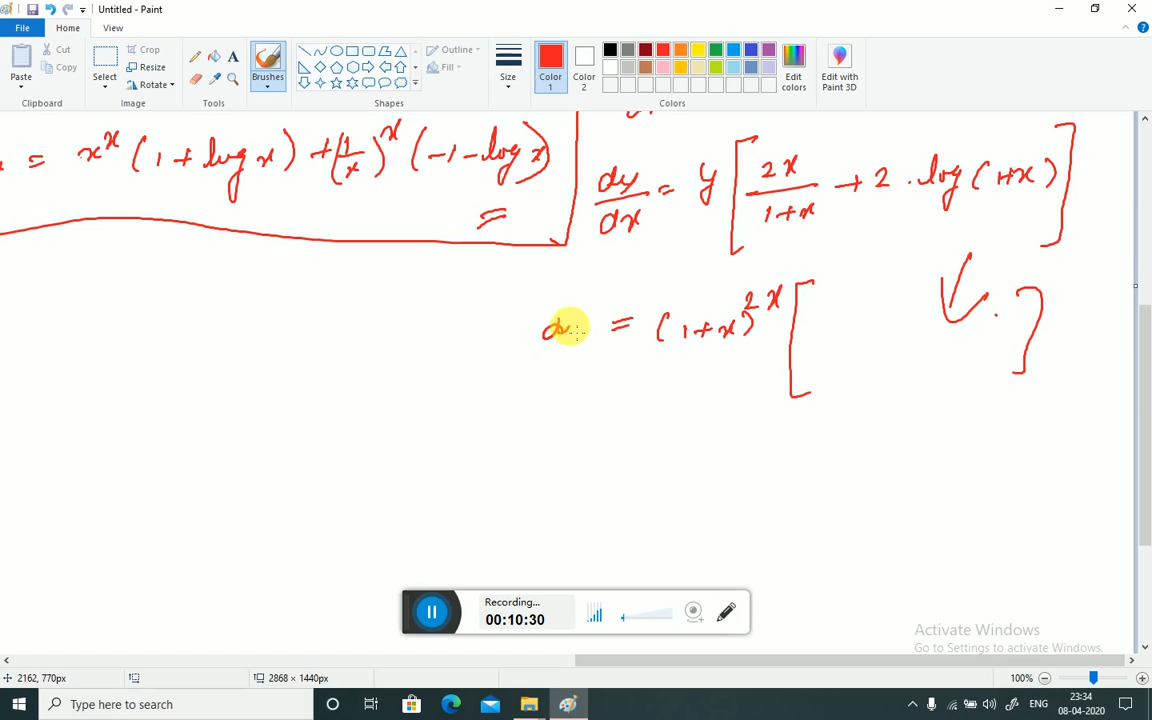 Untitled - Paint
File Home View
Paste Cut Copy Clipboard
Select Crop Resize Rotate Image
Tools
Brushes
Outline Fill Shapes
Size
Color 1 Color 2 Edit colors Colors
Edit with Paint 3D
= x^x (1 + log x) + (1/x)^x (-1 - log x)
=
dy/dx = y [ 2x/(1+x) + 2 . log (1+x) ]
= (1+x)^2x [ ]
Recording...
00:10:30
Activate Windows
Go to Settings to activate Windows.
2162, 770px 2868 × 1440px 100%
Type here to search
ENG 23:34 08-04-2020